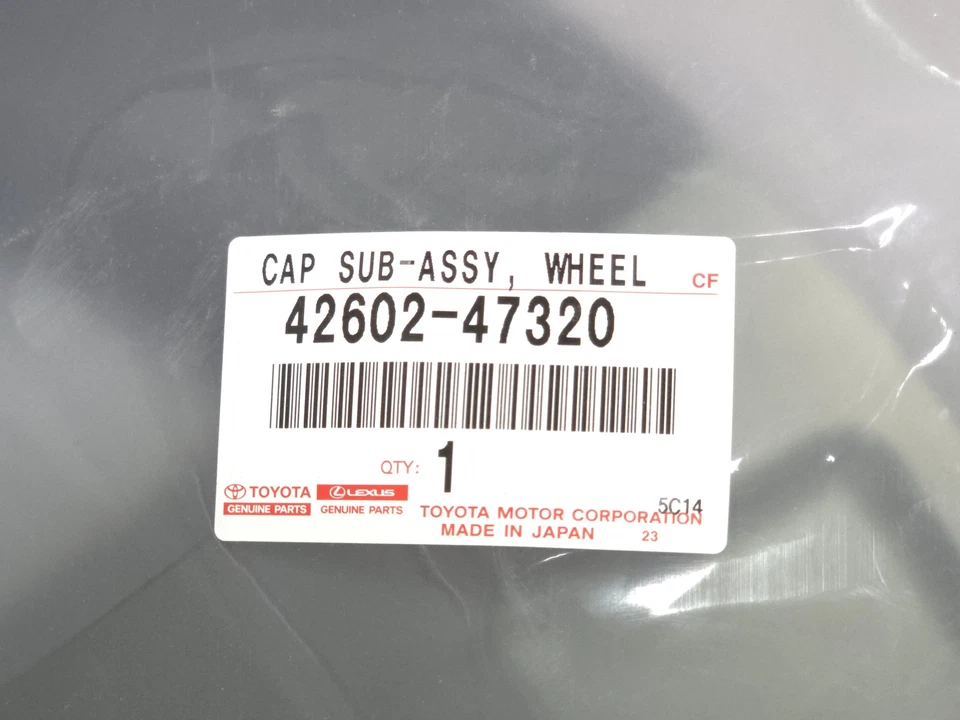 CAP SUB-ASSY, WHEEL CF
42602-47320
QTY: 1
TOYOTA LEXUS
GENUINE PARTS GENUINE PARTS
5C14
TOYOTA MOTOR CORPORATION
MADE IN JAPAN 23